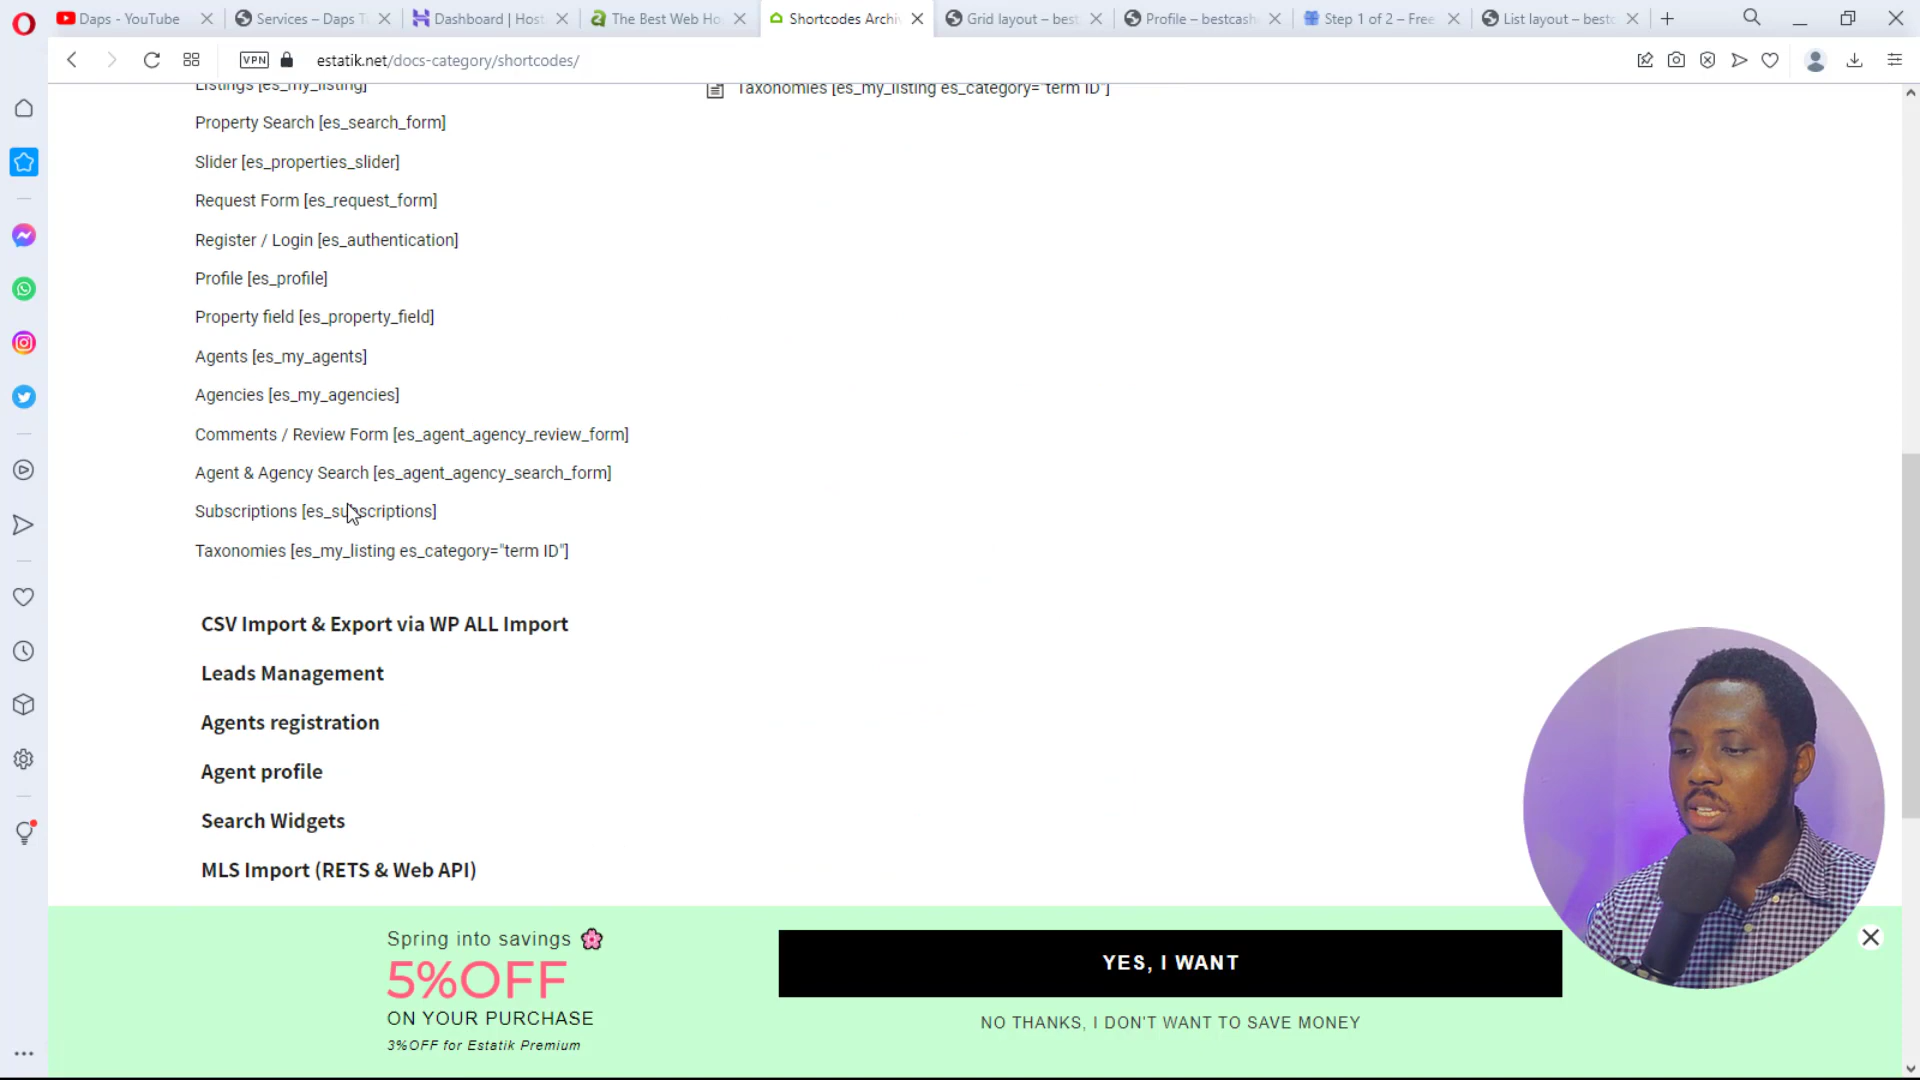 Daps - YouTube
Services – Daps T
Dashboard | Host
The Best Web Ho
Shortcodes Archi
Grid layout – best
Profile – bestcash
Step 1 of 2 – Free
List layout – bestc
VPN
estatik.net/docs-category/shortcodes/
Listings [es_my_listing]
Taxonomies [es_my_listing es_category="term ID"]
Property Search [es_search_form]
Slider [es_properties_slider]
Request Form [es_request_form]
Register / Login [es_authentication]
Profile [es_profile]
Property field [es_property_field]
Agents [es_my_agents]
Agencies [es_my_agencies]
Comments / Review Form [es_agent_agency_review_form]
Agent & Agency Search [es_agent_agency_search_form]
Subscriptions [es_subscriptions]
Taxonomies [es_my_listing es_category="term ID"]
CSV Import & Export via WP ALL Import
Leads Management
Agents registration
Agent profile
Search Widgets
MLS Import (RETS & Web API)
Spring into savings
5%OFF
ON YOUR PURCHASE
3%OFF for Estatik Premium
YES, I WANT
NO THANKS, I DON'T WANT TO SAVE MONEY